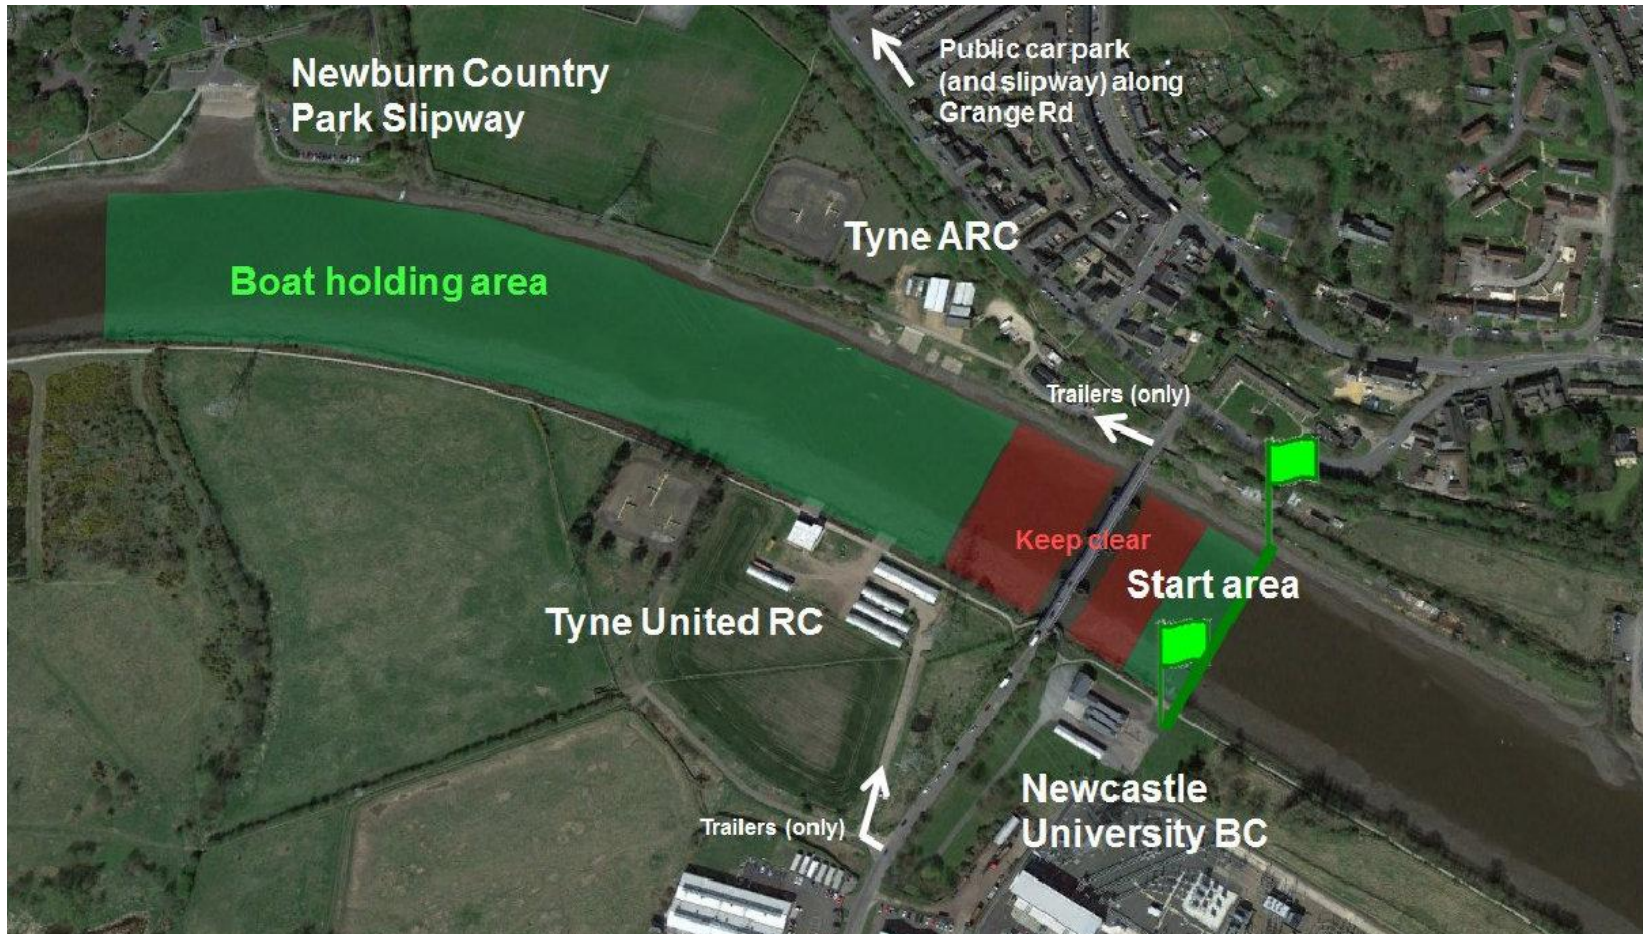 Newburn Country
Park Slipway
Public car park
(and slipway) along
Grange Rd
Tyne ARC
Boat holding area
Trailers (only)
Keep clear
Start area
Tyne United RC
Newcastle
University BC
Trailers (only)